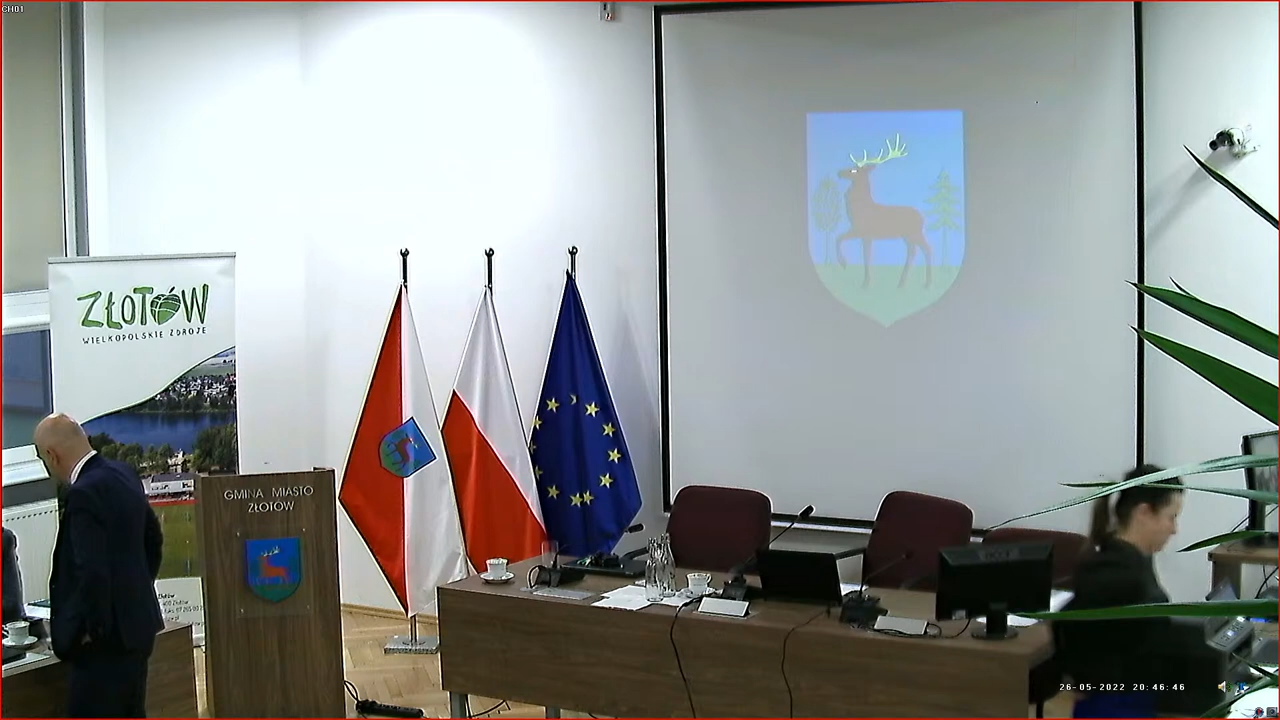 CH01
ZŁOTÓW
WIELKOPOLSKIE ZDROJE
GMINA MIASTO
ZŁOTÓW
26-05-2022 20:46:46